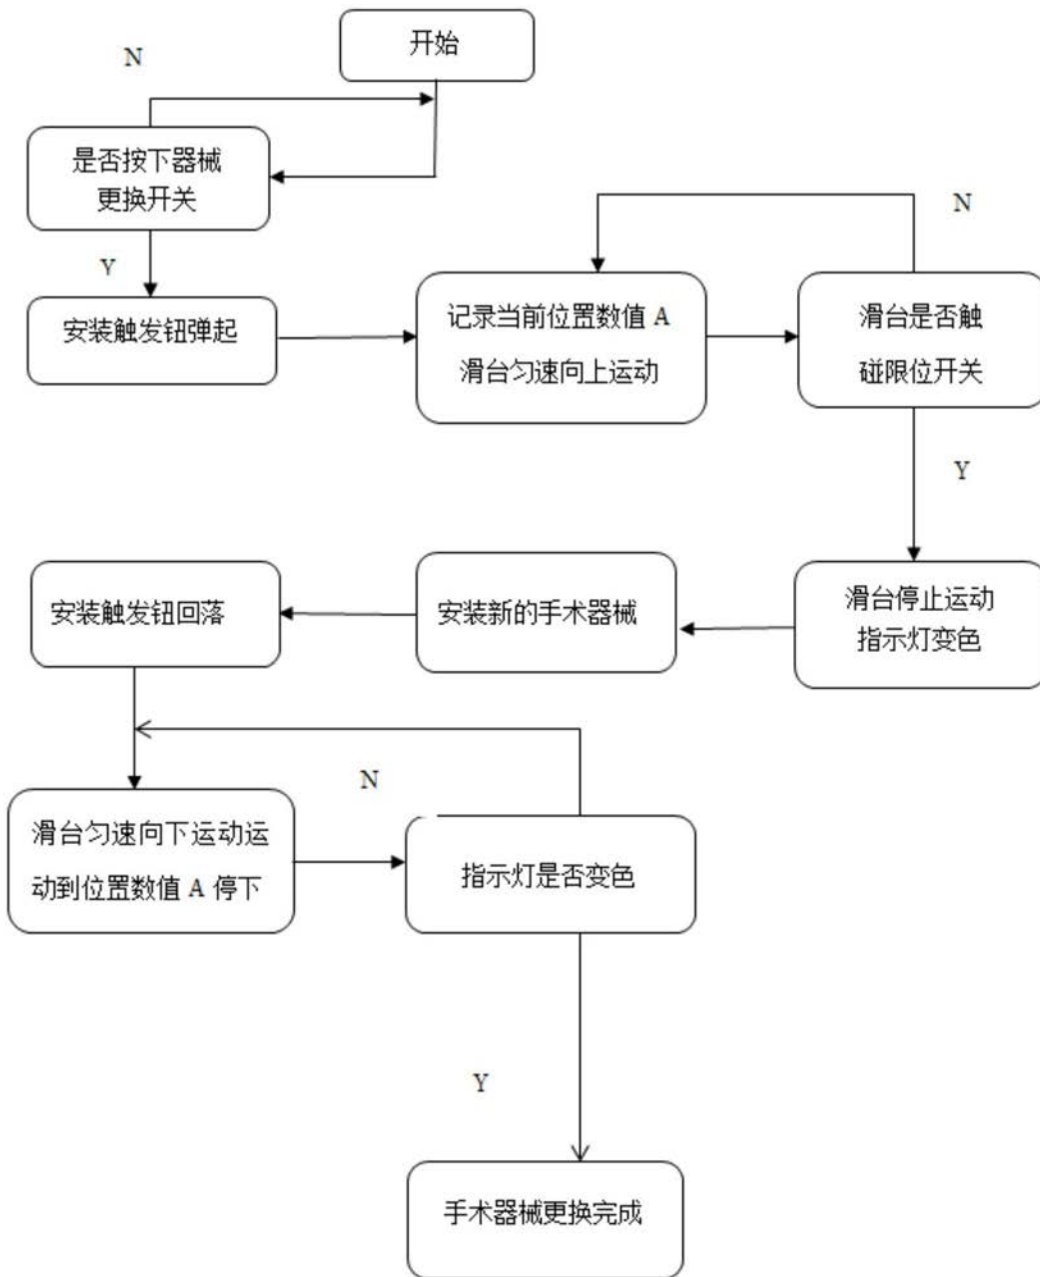 开始
N
是否按下器械
更换开关
Y
安装触发钮弹起
记录当前位置数值 A
滑台匀速向上运动
N
滑台是否触
碰限位开关
Y
滑台停止运动
指示灯变色
安装新的手术器械
安装触发钮回落
滑台匀速向下运动运
动到位置数值 A 停下
N
指示灯是否变色
Y
手术器械更换完成